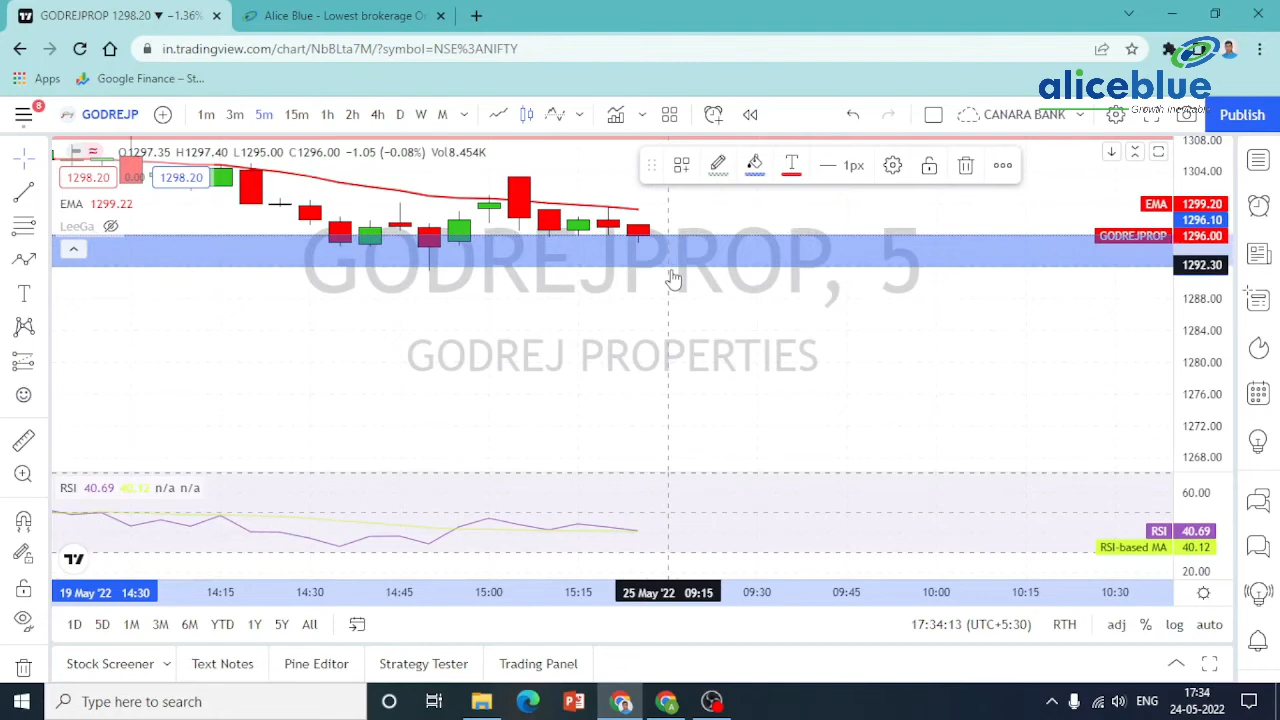 GODREJPROP 1298.20 ▼ −1.36%
Alice Blue - Lowest brokerage On
in.tradingview.com/chart/NbBLta7M/?symbol=NSE%3ANIFTY
Apps
Google Finance – St...
aliceblue
8
GODREJP
1m 3m 5m 15m 1h 2h 4h D W M
CANARA BANK
Publish
O1297.35 H1297.40 L1295.00 C1296.00 −1.05 (−0.08%) Vol8.454K
1298.20 0.00 1298.20
EMA 1299.22
LeeGa
1px
GODREJPROP, 5
GODREJ PROPERTIES
1308.00
1304.00
EMA 1299.20
1296.10
GODREJPROP 1296.00
1292.30
1288.00
1284.00
1280.00
1276.00
1272.00
1268.00
RSI 40.69 40.12 n/a n/a
60.00
RSI 40.69
RSI-based MA 40.12
20.00
19 May '22 14:30 14:15 14:30 14:45 15:00 15:15 25 May '22 09:15 09:30 09:45 10:00 10:15 10:30
1D 5D 1M 3M 6M YTD 1Y 5Y All
17:34:13 (UTC+5:30) RTH adj % log auto
Stock Screener Text Notes Pine Editor Strategy Tester Trading Panel
Type here to search
ENG
17:34
24-05-2022